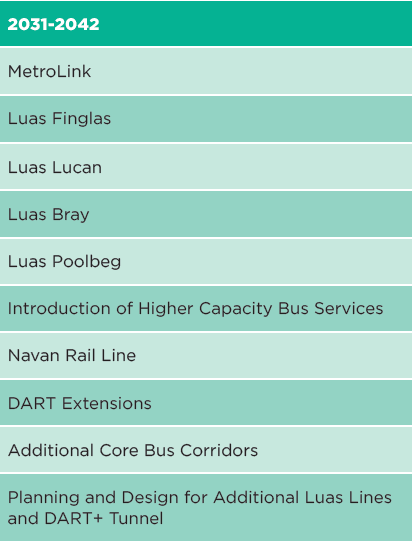 2031-2042
MetroLink
Luas Finglas
Luas Lucan
Luas Bray
Luas Poolbeg
Introduction of Higher Capacity Bus Services
Navan Rail Line
DART Extensions
Additional Core Bus Corridors
Planning and Design for Additional Luas Lines
and DART+ Tunnel